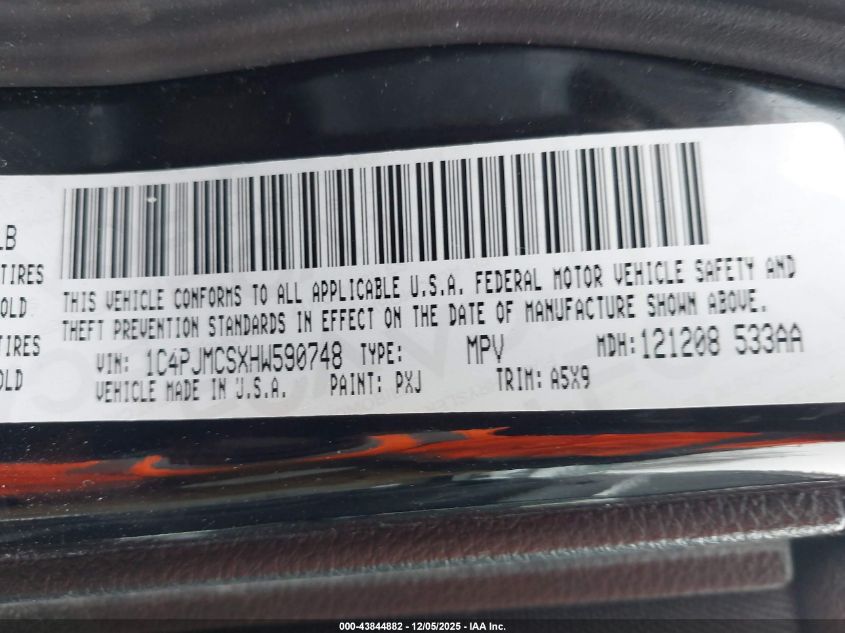 LB
TIRES
OLD
TIRES
OLD
THIS VEHICLE CONFORMS TO ALL APPLICABLE U.S.A. FEDERAL MOTOR VEHICLE SAFETY AND
THEFT PREVENTION STANDARDS IN EFFECT ON THE DATE OF MANUFACTURE SHOWN ABOVE.
VIN: 1C4PJMCSXHW590748 TYPE: MPV MDH: 121208 533AA
VEHICLE MADE IN U.S.A. PAINT: PXJ TRIM: A5X9
000-43844882 - 12/05/2025 - IAA Inc.